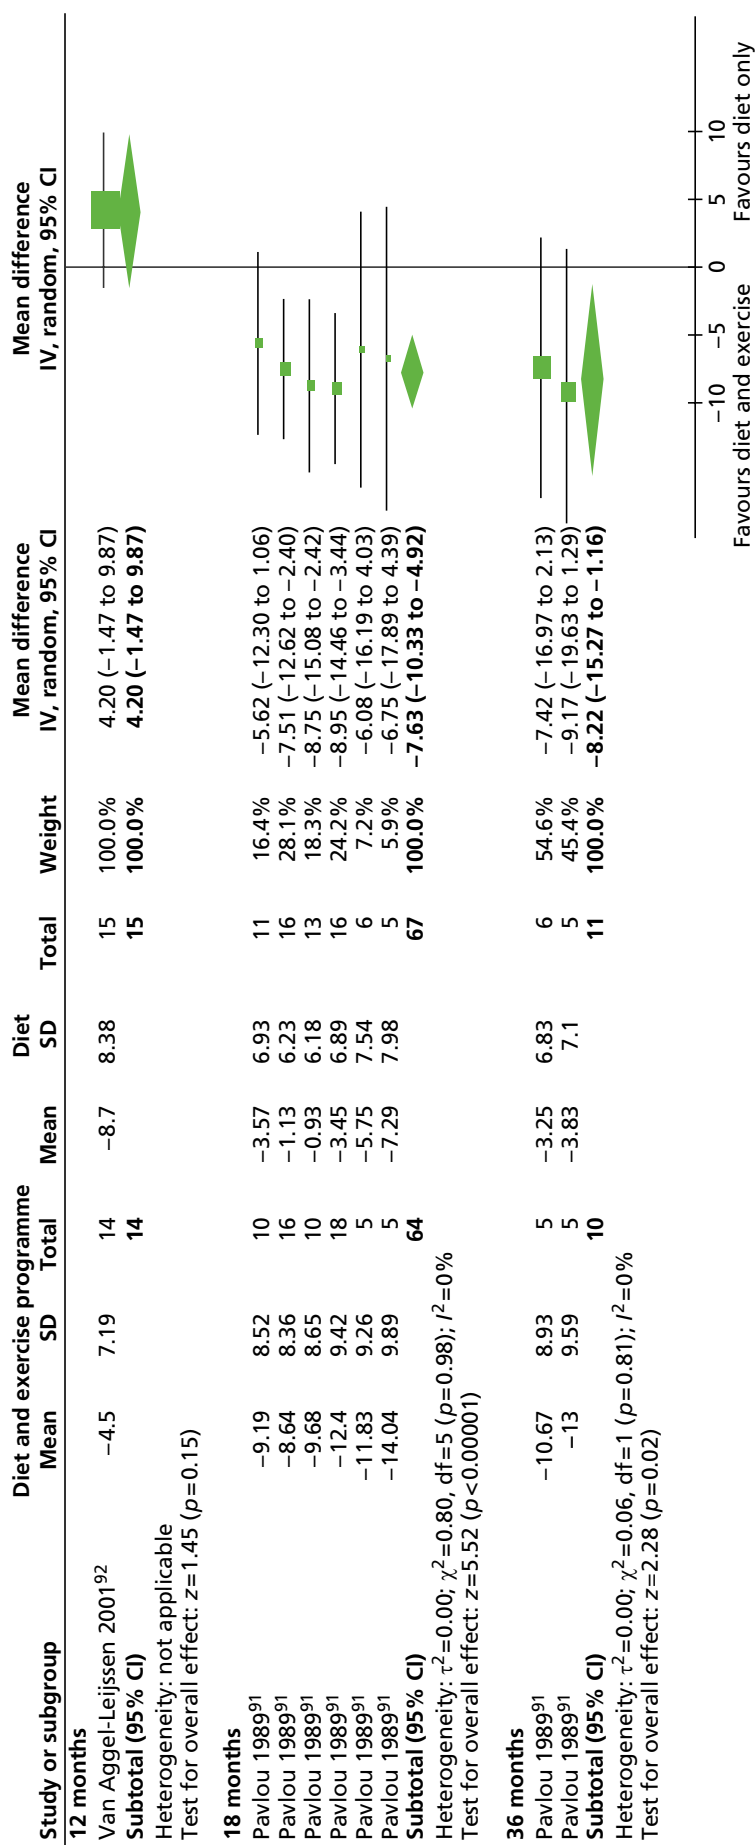 Diet and exercise programme Diet Mean difference Mean difference
Study or subgroup Mean SD Total Mean SD Total Weight IV, random, 95% CI IV, random, 95% CI
12 months
Van Aggel-Leijssen 2001⁹² −4.5 7.19 14 −8.7 8.38 15 100.0% 4.20 (−1.47 to 9.87)
Subtotal (95% CI) 14 15 100.0% 4.20 (−1.47 to 9.87)
Heterogeneity: not applicable
Test for overall effect: z=1.45 (p=0.15)
18 months
Pavlou 1989⁹¹ −9.19 8.52 10 −3.57 6.93 11 16.4% −5.62 (−12.30 to 1.06)
Pavlou 1989⁹¹ −8.64 8.36 16 −1.13 6.23 16 28.1% −7.51 (−12.62 to −2.40)
Pavlou 1989⁹¹ −9.68 8.65 10 −0.93 6.18 13 18.3% −8.75 (−15.08 to −2.42)
Pavlou 1989⁹¹ −12.4 9.42 18 −3.45 6.89 16 24.2% −8.95 (−14.46 to −3.44)
Pavlou 1989⁹¹ −11.83 9.26 5 −5.75 7.54 6 7.2% −6.08 (−16.19 to 4.03)
Pavlou 1989⁹¹ −14.04 9.89 5 −7.29 7.98 5 5.9% −6.75 (−17.89 to 4.39)
Subtotal (95% CI) 64 67 100.0% −7.63 (−10.33 to −4.92)
Heterogeneity: τ²=0.00; χ²=0.80, df=5 (p=0.98); I²=0%
Test for overall effect: z=5.52 (p<0.00001)
36 months
Pavlou 1989⁹¹ −10.67 8.93 5 −3.25 6.83 6 54.6% −7.42 (−16.97 to 2.13)
Pavlou 1989⁹¹ −13 9.59 5 −3.83 7.1 5 45.4% −9.17 (−19.63 to 1.29)
Subtotal (95% CI) 10 11 100.0% −8.22 (−15.27 to −1.16)
Heterogeneity: τ²=0.00; χ²=0.06, df=1 (p=0.81); I²=0%
Test for overall effect: z=2.28 (p=0.02)
−10 −5 0 5 10
Favours diet and exercise Favours diet only